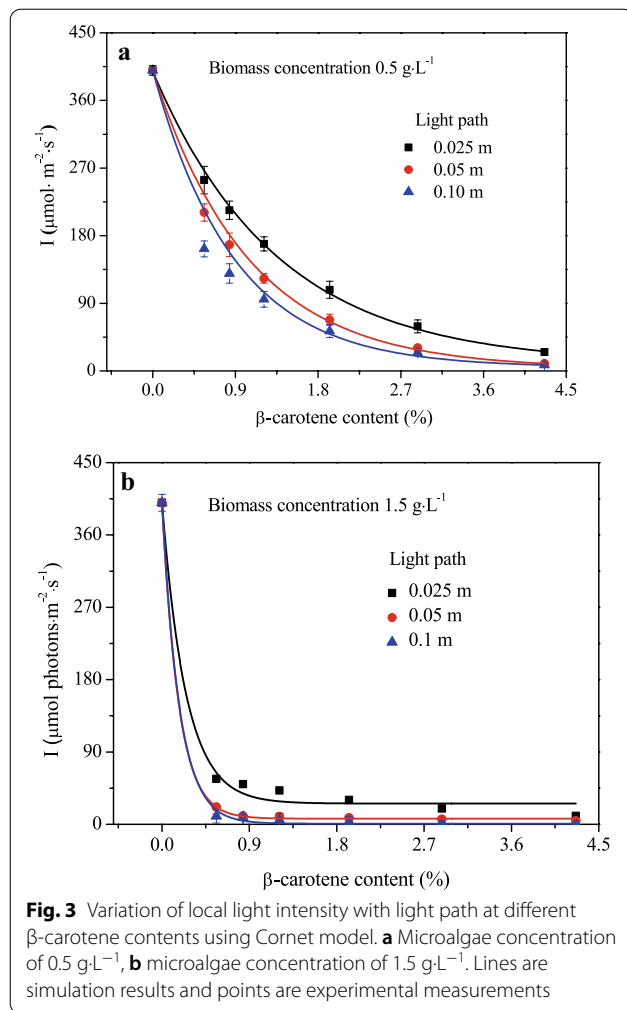 a
Biomass concentration 0.5 g·L⁻¹
Light path
0.025 m
0.05 m
0.10 m
I (μmol· m⁻²·s⁻¹)
450
360
270
180
90
0
0.0 0.9 1.8 2.7 3.6 4.5
β-carotene content (%)
b
Biomass concentration 1.5 g·L⁻¹
Light path
0.025 m
0.05 m
0.1 m
I (μmol photons·m⁻²·s⁻¹)
450
360
270
180
90
0
0.0 0.9 1.8 2.7 3.6 4.5
β-carotene content (%)
Fig. 3 Variation of local light intensity with light path at different
β-carotene contents using Cornet model. a Microalgae concentration
of 0.5 g·L⁻¹, b microalgae concentration of 1.5 g·L⁻¹. Lines are
simulation results and points are experimental measurements